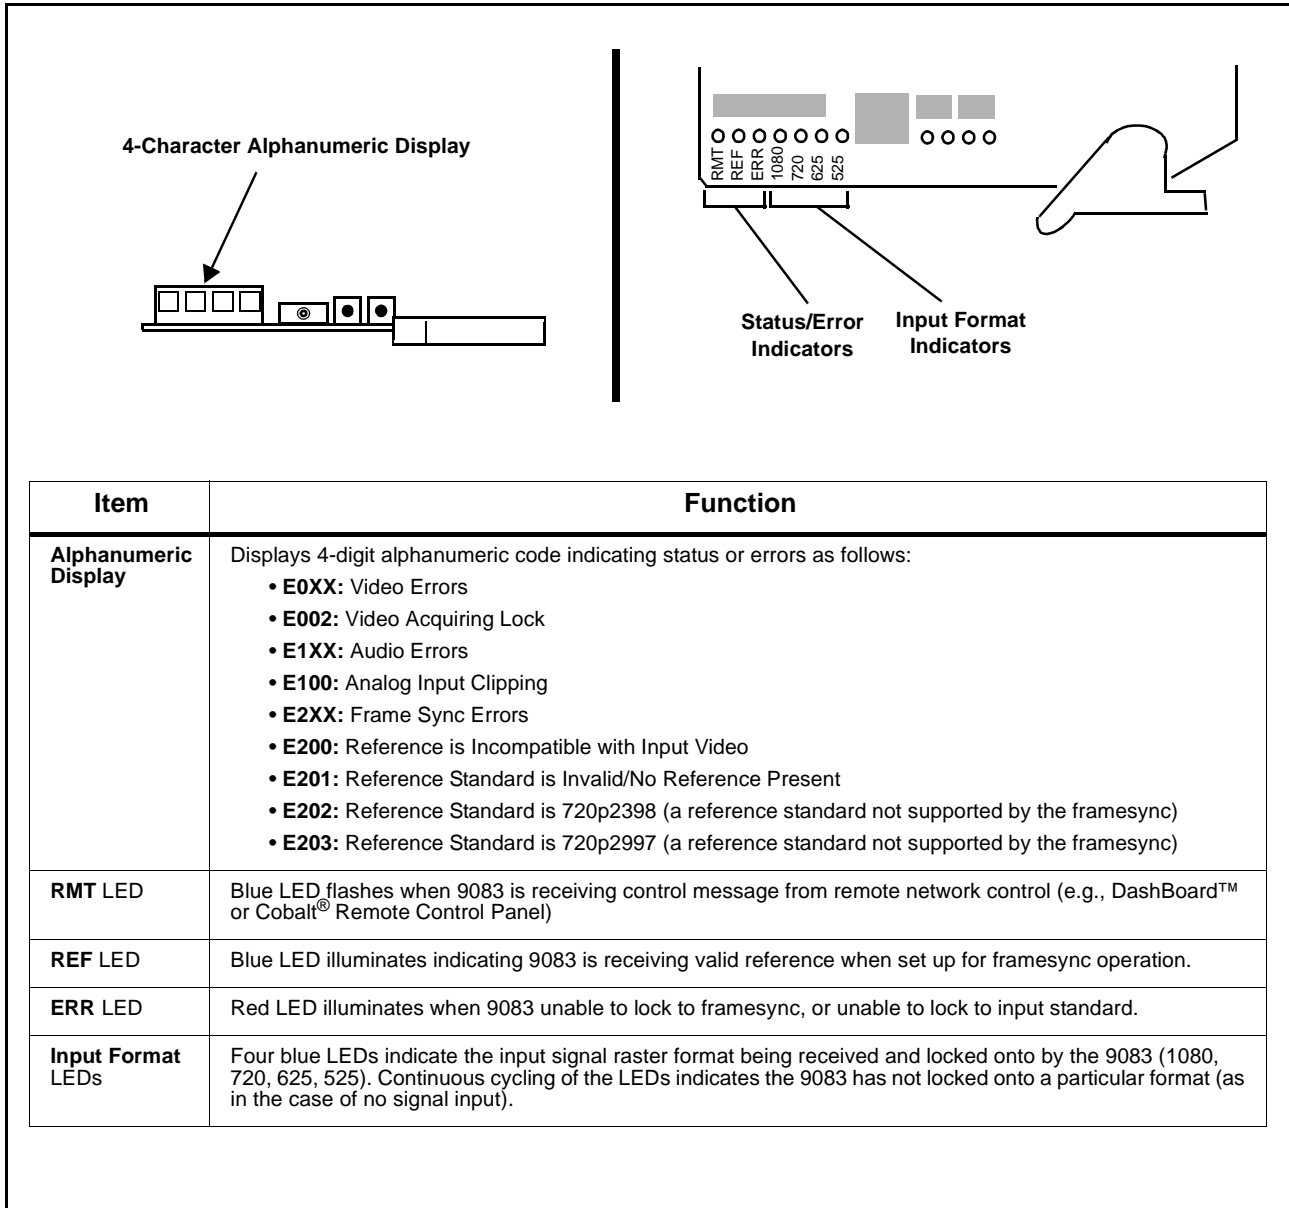 4-Character Alphanumeric Display
RMT
REF
ERR
1080
720
625
525
Status/Error
Indicators
Input Format
Indicators
Item
Function
Alphanumeric
Display
Displays 4-digit alphanumeric code indicating status or errors as follows:
• E0XX: Video Errors
• E002: Video Acquiring Lock
• E1XX: Audio Errors
• E100: Analog Input Clipping
• E2XX: Frame Sync Errors
• E200: Reference is Incompatible with Input Video
• E201: Reference Standard is Invalid/No Reference Present
• E202: Reference Standard is 720p2398 (a reference standard not supported by the framesync)
• E203: Reference Standard is 720p2997 (a reference standard not supported by the framesync)
RMT LED
Blue LED flashes when 9083 is receiving control message from remote network control (e.g., DashBoard™
or Cobalt® Remote Control Panel)
REF LED
Blue LED illuminates indicating 9083 is receiving valid reference when set up for framesync operation.
ERR LED
Red LED illuminates when 9083 unable to lock to framesync, or unable to lock to input standard.
Input Format
LEDs
Four blue LEDs indicate the input signal raster format being received and locked onto by the 9083 (1080,
720, 625, 525). Continuous cycling of the LEDs indicates the 9083 has not locked onto a particular format (as
in the case of no signal input).